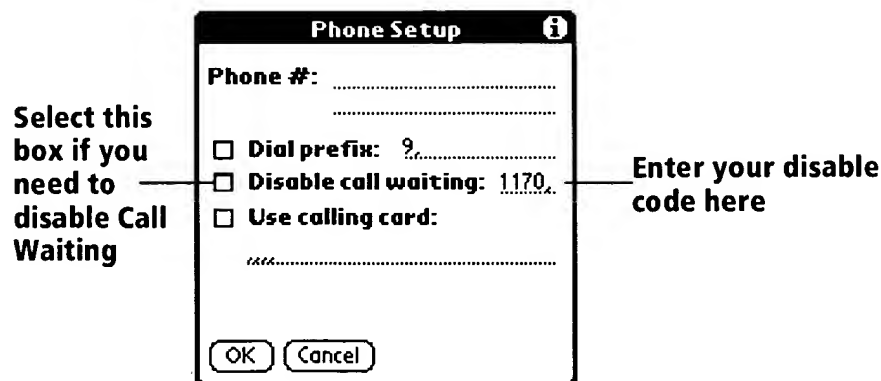 Phone Setup
Phone #:
Select this
box if you
need to
disable Call
Waiting
Dial prefix: 9,
Disable call waiting: 1170,
Use calling card:
,,,,
Enter your disable
code here
OK Cancel